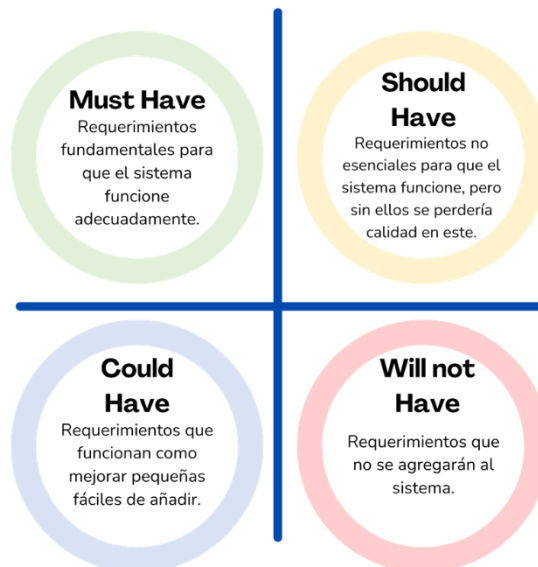 Must Have
Requerimientos
fundamentales para
que el sistema
funcione
adecuadamente.
Should
Have
Requerimientos no
esenciales para que el
sistema funcione, pero
sin ellos se perdería
calidad en este.
Could
Have
Requerimientos que
funcionan como
mejorar pequeñas
fáciles de añadir.
Will not
Have
Requerimientos que
no se agregarán al
sistema.